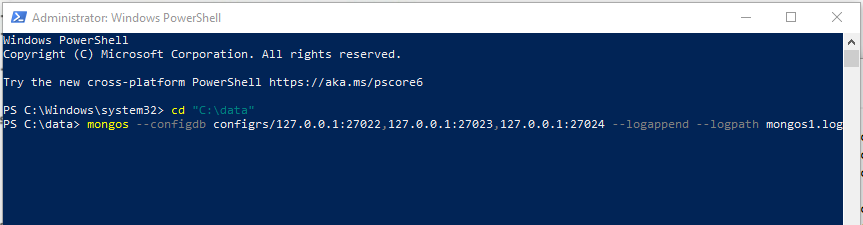 Administrator: Windows PowerShell
Windows PowerShell
Copyright (C) Microsoft Corporation. All rights reserved.
Try the new cross-platform PowerShell https://aka.ms/pscore6
PS C:\Windows\system32> cd "C:\data"
PS C:\data> mongos --configdb configrs/127.0.0.1:27022,127.0.0.1:27023,127.0.0.1:27024 --logappend --logpath mongos1.log